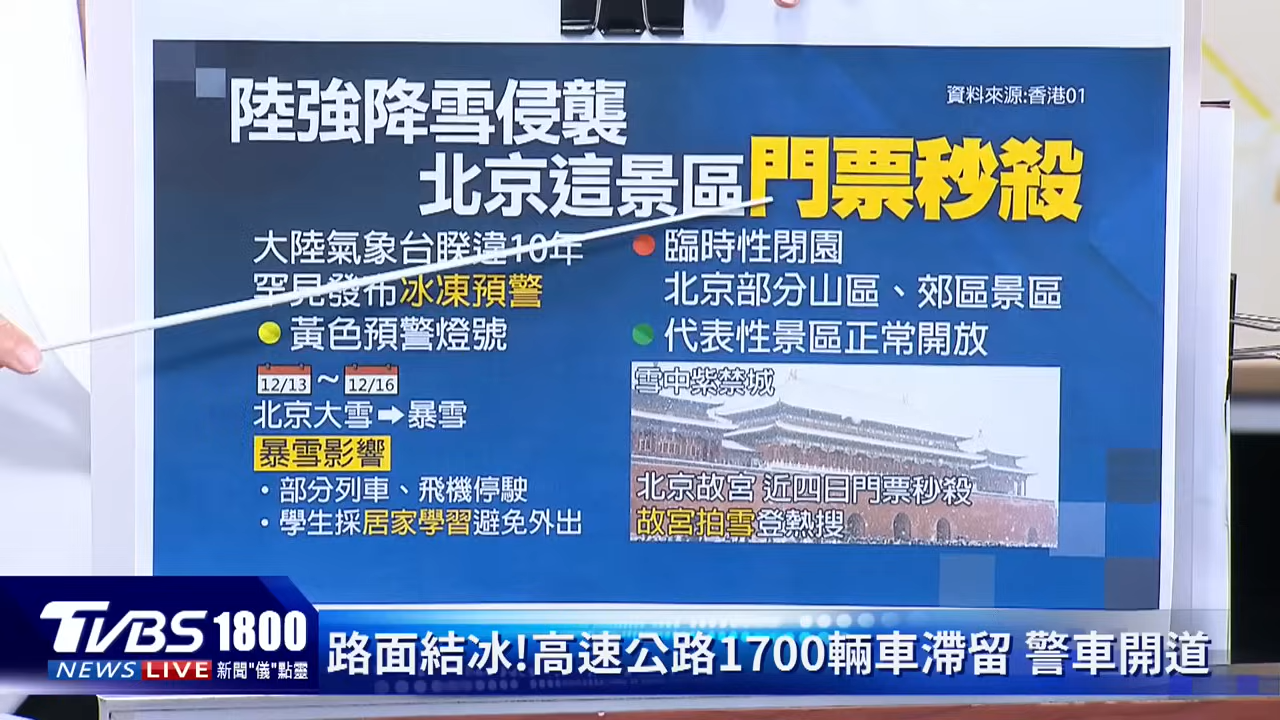 陸強降雪侵襲
資料來源:香港01
北京這景區門票秒殺
大陸氣象台睽違10年
罕見發布冰凍預警
黃色預警燈號
12/13~12/16
北京大雪➡暴雪
暴雪影響
・部分列車、飛機停駛
・學生採居家學習避免外出
臨時性閉園
北京部分山區、郊區景區
代表性景區正常開放
雪中紫禁城
北京故宮 近四日門票秒殺
故宮拍雪登熱搜
TVBS 1800
NEWS LIVE 新聞"儀"點靈
路面結冰!高速公路1700輛車滯留 警車開道